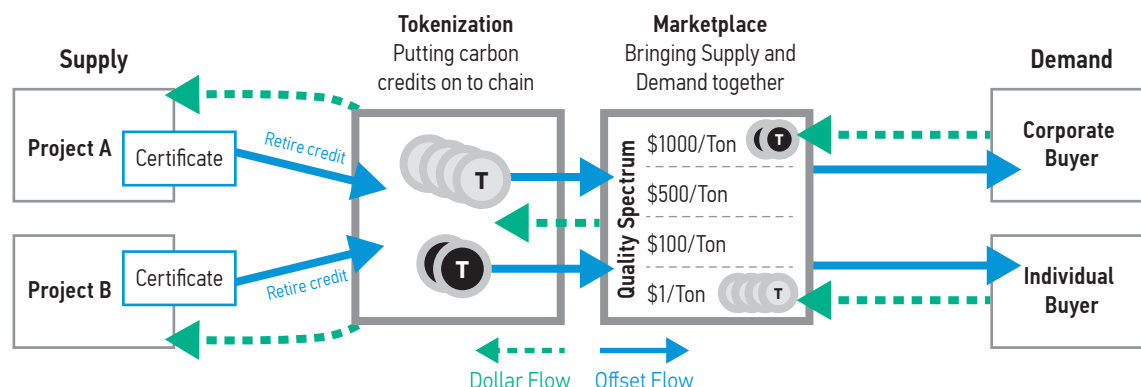 Supply
Project A
Certificate
Retire credit
Project B
Certificate
Retire credit
Tokenization
Putting carbon
credits on to chain
T
T
Marketplace
Bringing Supply and
Demand together
Quality Spectrum
$1000/Ton
T
$500/Ton
$100/Ton
$1/Ton
T
Demand
Corporate
Buyer
Individual
Buyer
Dollar Flow
Offset Flow